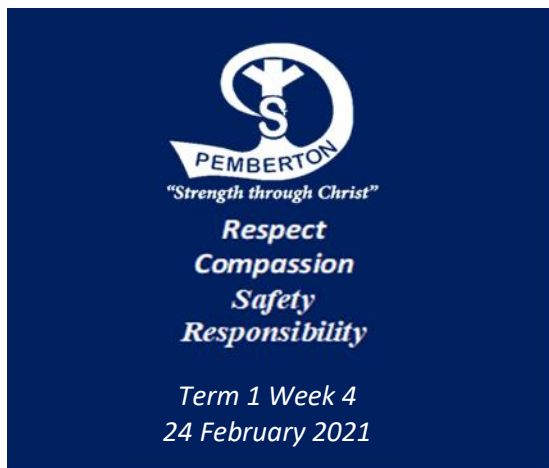 S
PEMBERTON
"Strength through Christ"
Respect
Compassion
Safety
Responsibility
Term 1 Week 4
24 February 2021